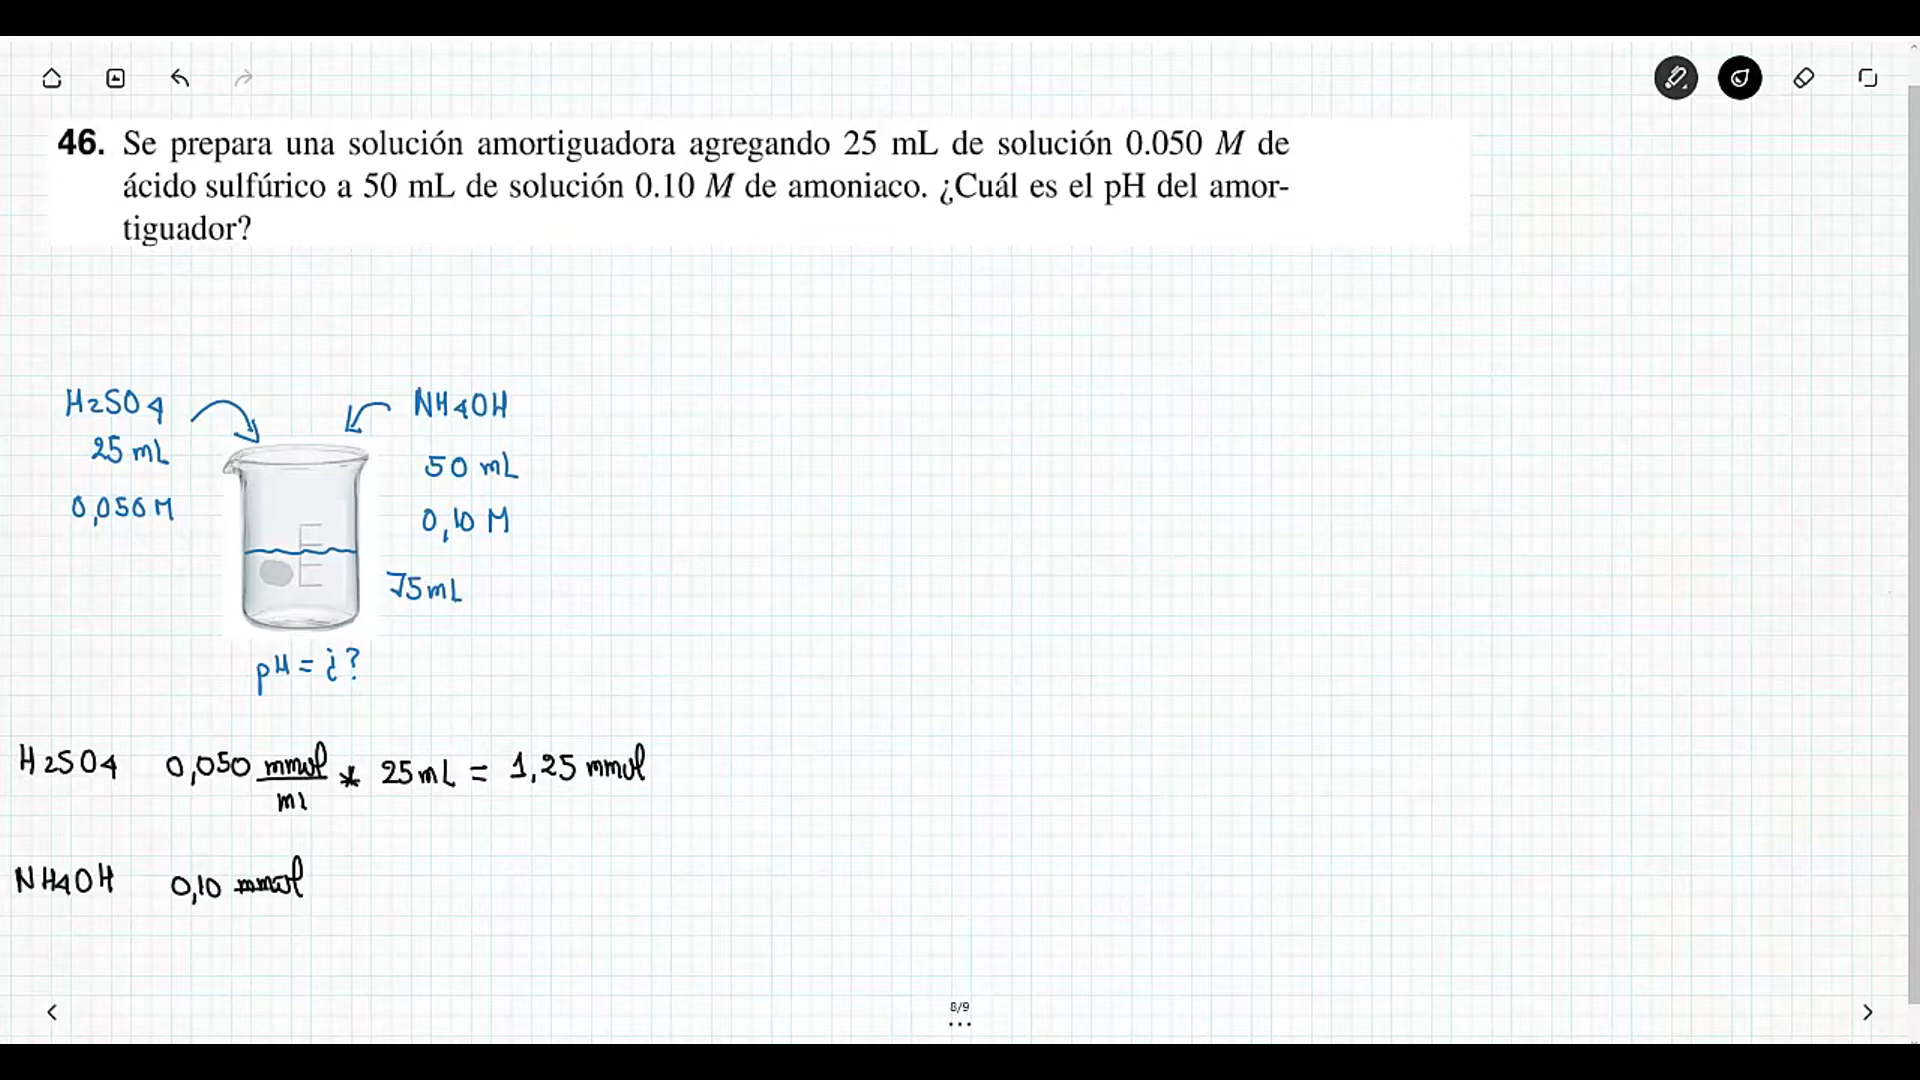 46. Se prepara una solución amortiguadora agregando 25 mL de solución 0.050 M de
ácido sulfúrico a 50 mL de solución 0.10 M de amoniaco. ¿Cuál es el pH del amor-
tiguador?
H2SO4
25 mL
0,050 M
NH4OH
50 mL
0,10 M
75 mL
pH = ¿?
H2SO4 0,050 mmol/mL * 25 mL = 1,25 mmol
NH4OH 0,10 mmol
8/9